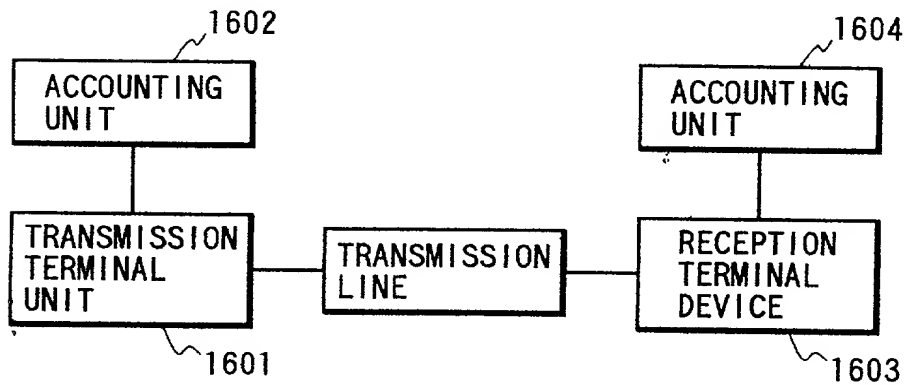 1602
ACCOUNTING
UNIT
1604
ACCOUNTING
UNIT
TRANSMISSION
TERMINAL
UNIT
1601
TRANSMISSION
LINE
RECEPTION
TERMINAL
DEVICE
1603